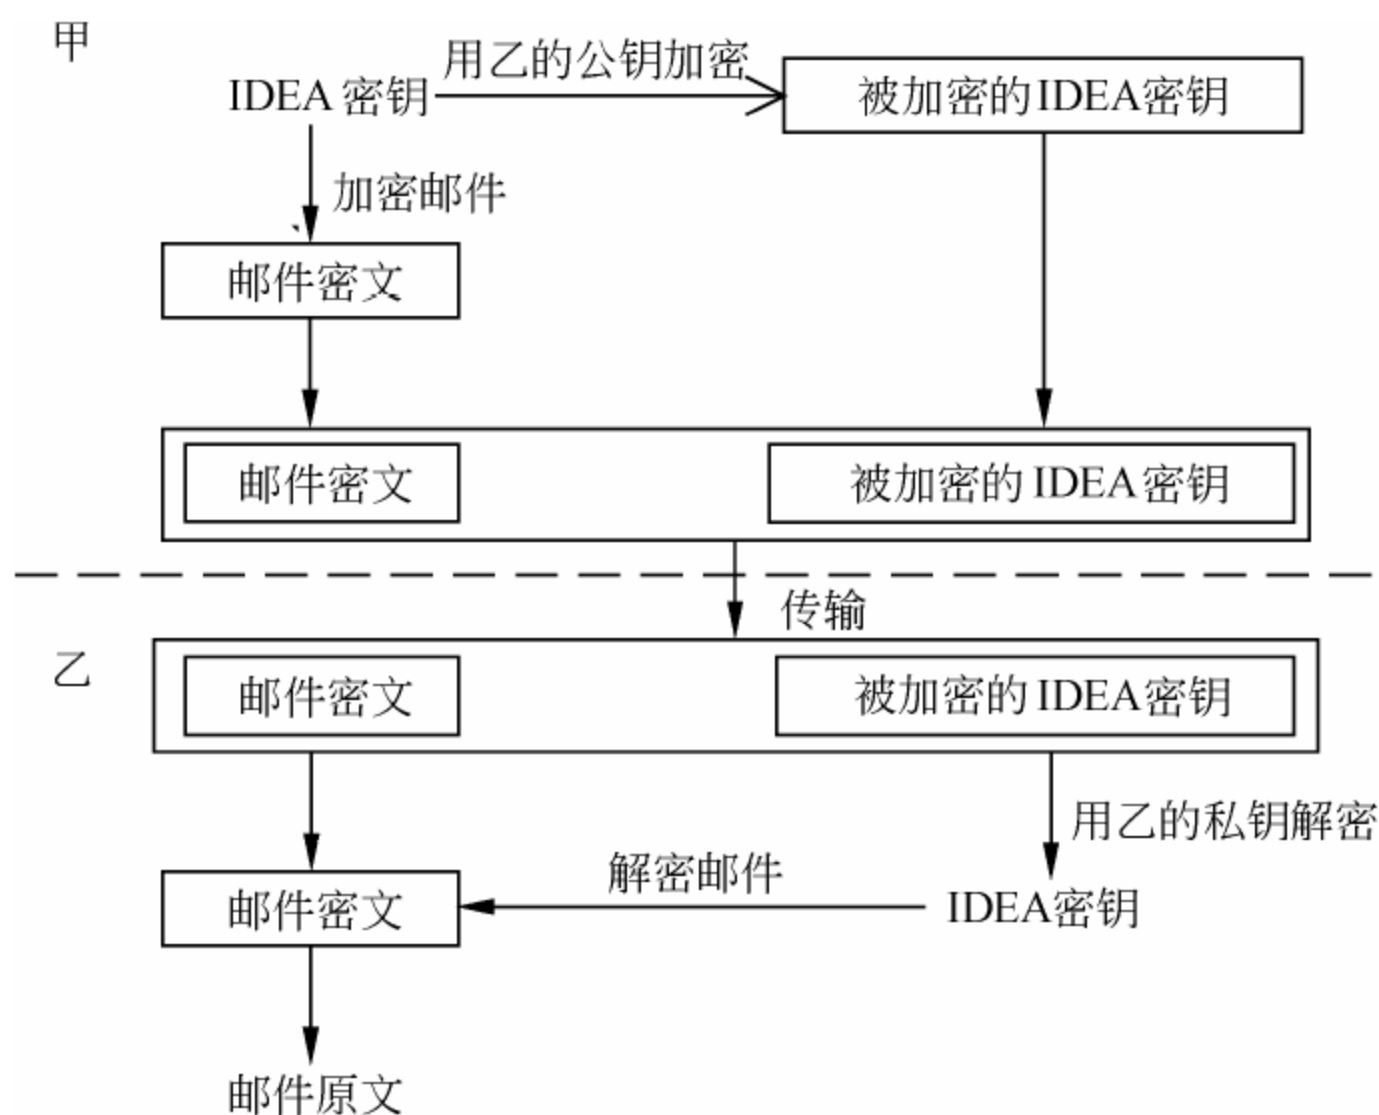 甲
用乙的公钥加密
IDEA 密钥
被加密的IDEA密钥
加密邮件
邮件密文
邮件密文
被加密的 IDEA 密钥
传输
乙
邮件密文
被加密的 IDEA密钥
用乙的私钥解密
解密邮件
邮件密文
IDEA密钥
邮件原文